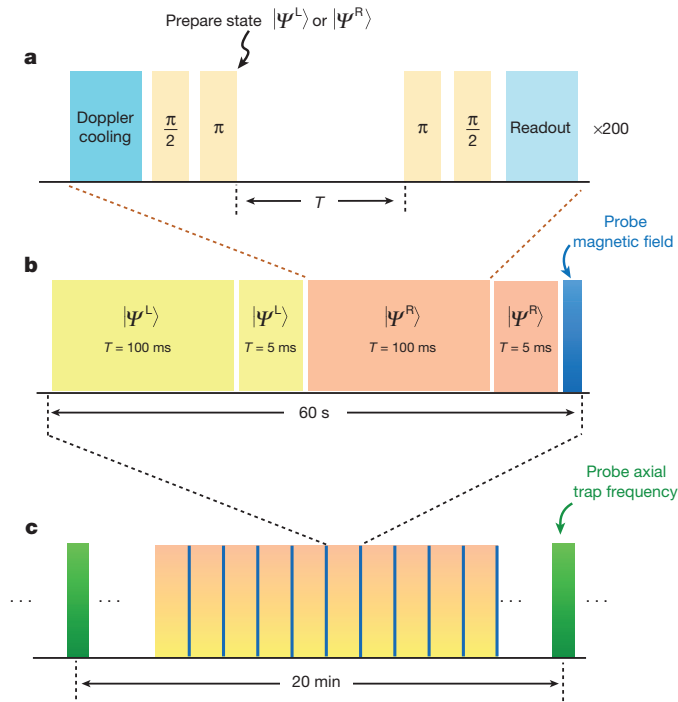 Prepare state |Ψ^L⟩ or |Ψ^R⟩
a
Doppler
cooling
π/2
π
π
π/2
Readout
×200
T
Probe
magnetic field
b
|Ψ^L⟩
T = 100 ms
|Ψ^L⟩
T = 5 ms
|Ψ^R⟩
T = 100 ms
|Ψ^R⟩
T = 5 ms
60 s
Probe axial
trap frequency
c
...
...
...
...
20 min